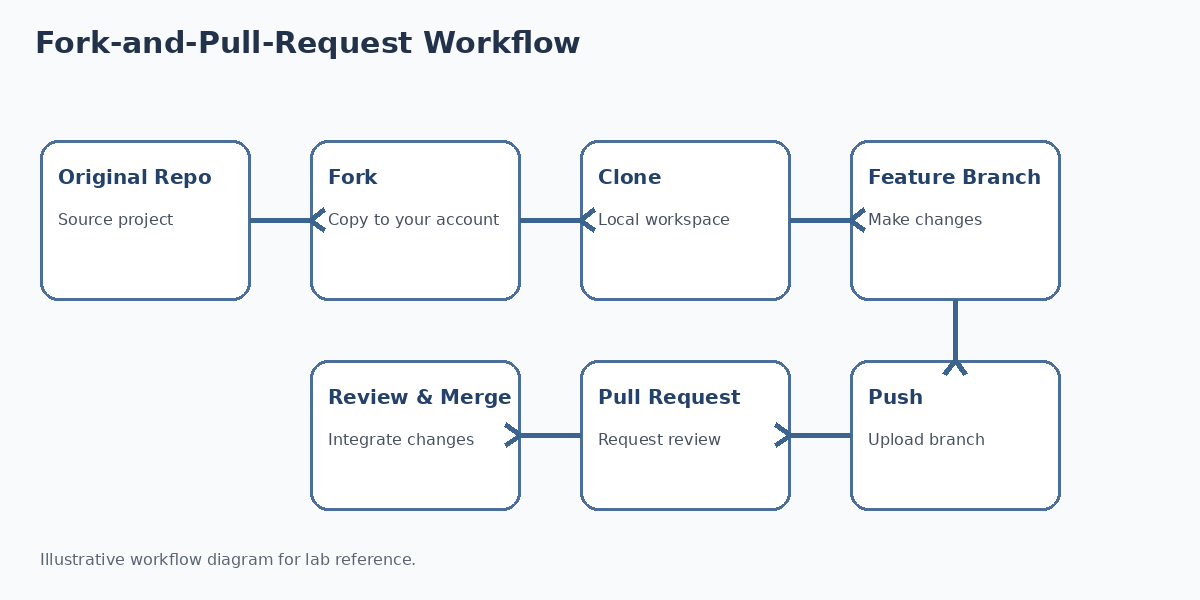 Fork-and-Pull-Request Workflow
Original Repo
Source project
Fork
Copy to your account
Clone
Local workspace
Feature Branch
Make changes
Review & Merge
Integrate changes
Pull Request
Request review
Push
Upload branch
Illustrative workflow diagram for lab reference.